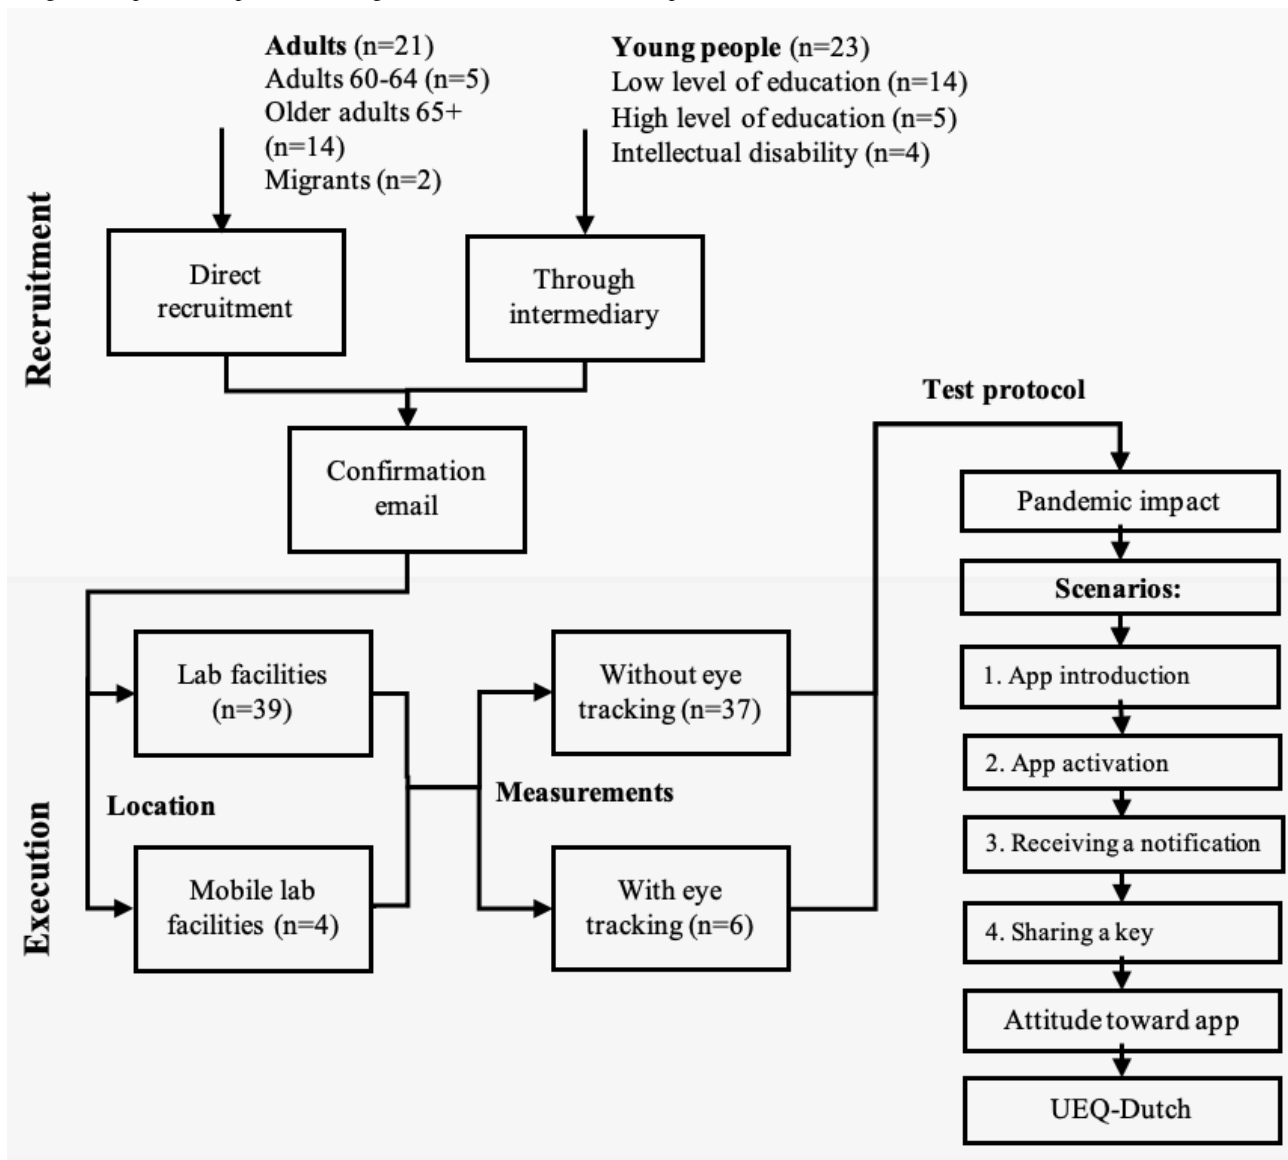 Adults (n=21)
Adults 60-64 (n=5)
Older adults 65+
(n=14)
Migrants (n=2)
Young people (n=23)
Low level of education (n=14)
High level of education (n=5)
Intellectual disability (n=4)
Recruitment
Direct
recruitment
Through
intermediary
Confirmation
email
Execution
Lab facilities
(n=39)
Location
Mobile lab
facilities (n=4)
Without eye
tracking (n=37)
Measurements
With eye
tracking (n=6)
Test protocol
Pandemic impact
Scenarios:
1. App introduction
2. App activation
3. Receiving a notification
4. Sharing a key
Attitude toward app
UEQ-Dutch